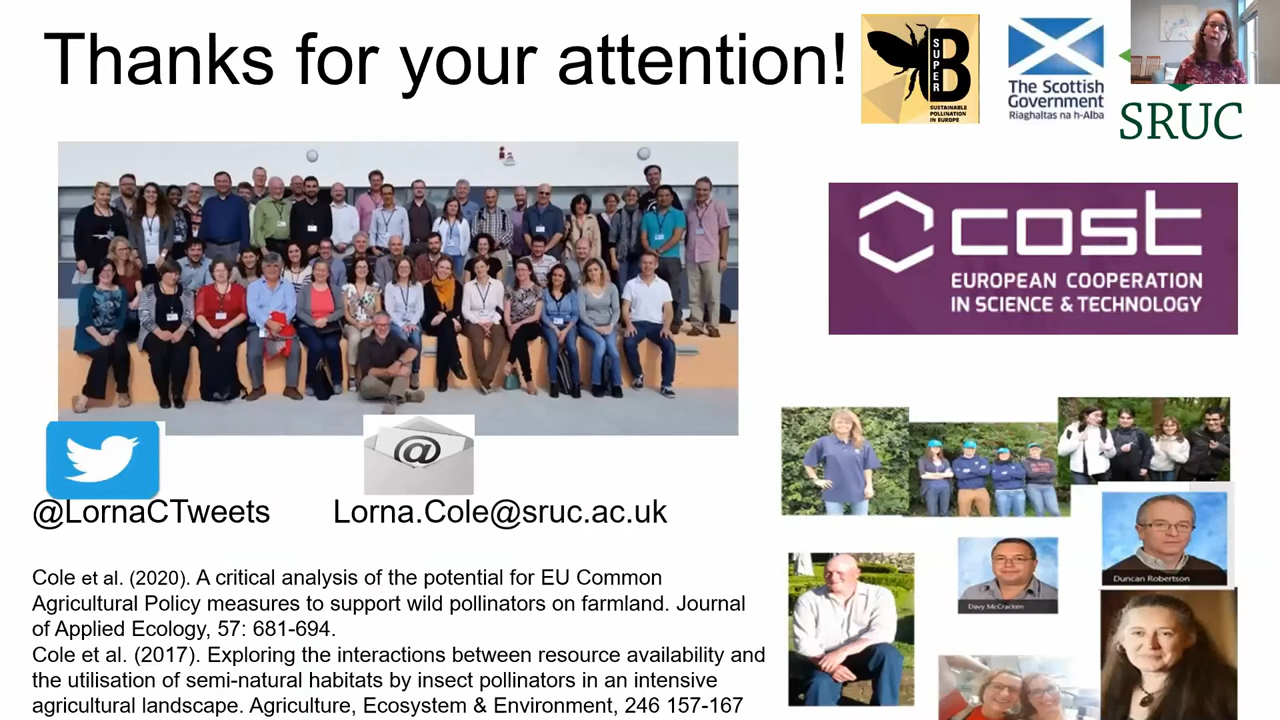 Thanks for your attention!
SUPER B
SUSTAINABLE
POLLINATION
IN EUROPE
The Scottish
Government
Riaghaltas na h-Alba
SRUC
cost
EUROPEAN COOPERATION
IN SCIENCE & TECHNOLOGY
@
@LornaCTweets
Lorna.Cole@sruc.ac.uk
Duncan Robertson
Davy McCracken
Cole et al. (2020). A critical analysis of the potential for EU Common
Agricultural Policy measures to support wild pollinators on farmland. Journal
of Applied Ecology, 57: 681-694.
Cole et al. (2017). Exploring the interactions between resource availability and
the utilisation of semi-natural habitats by insect pollinators in an intensive
agricultural landscape. Agriculture, Ecosystem & Environment, 246 157-167